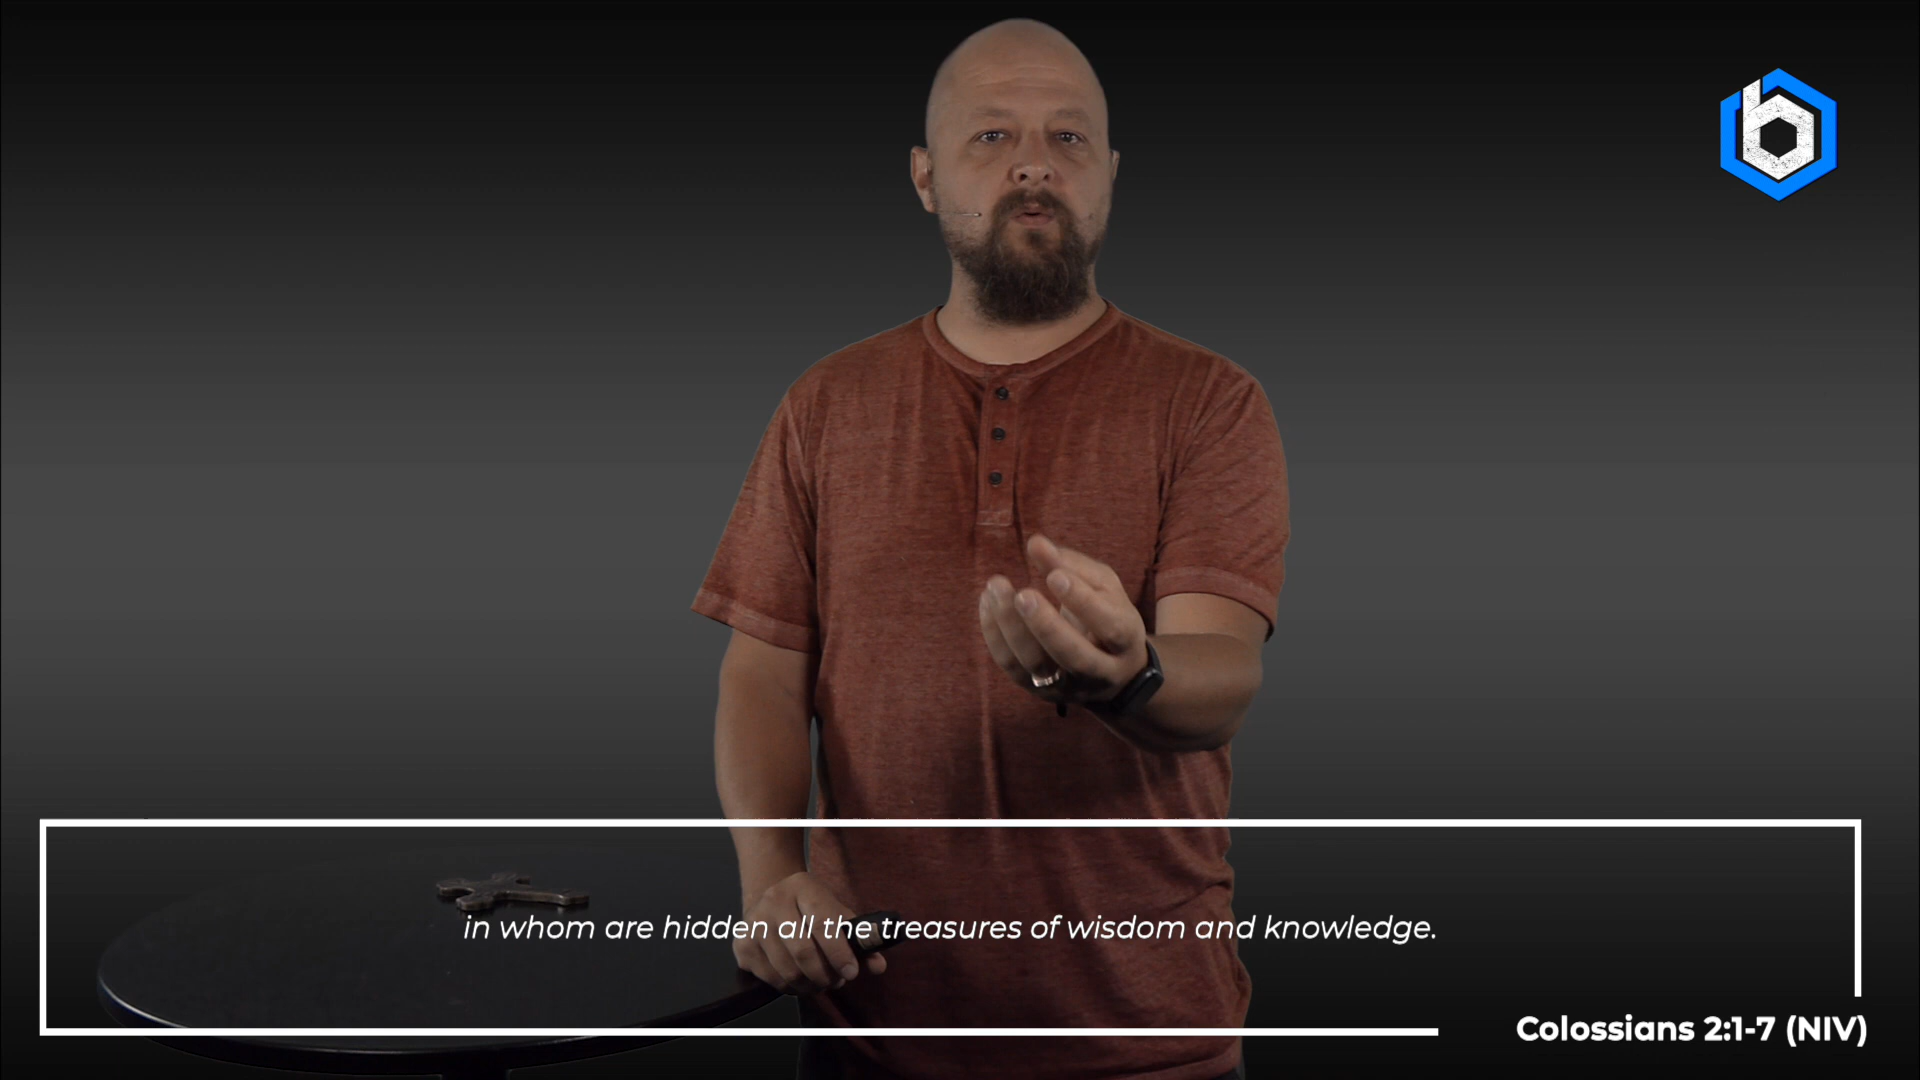 in whom are hidden all the treasures of wisdom and knowledge.
Colossians 2:1-7 (NIV)